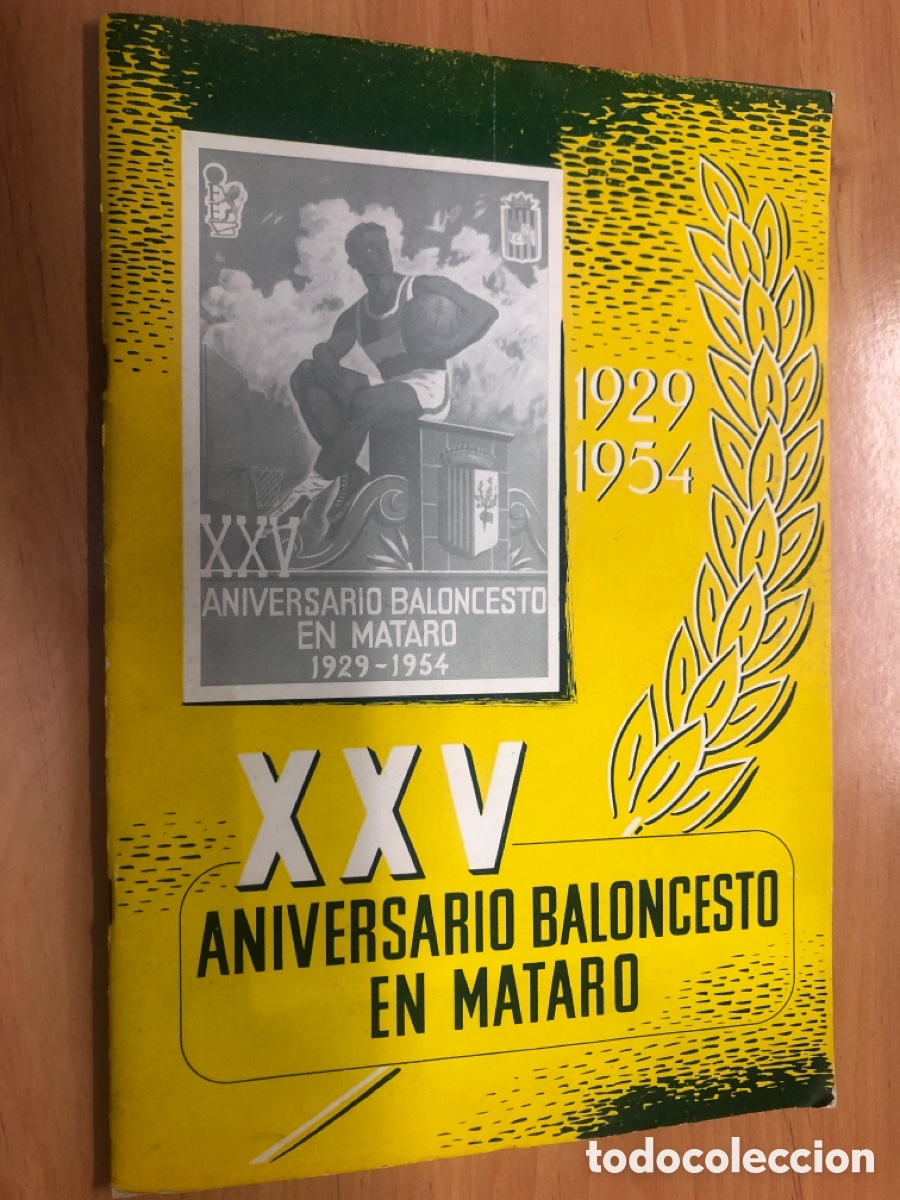 XXV
ANIVERSARIO BALONCESTO
EN MATARO
1929-1954
1929
1954
XXV
ANIVERSARIO BALONCESTO
EN MATARO
todocoleccion